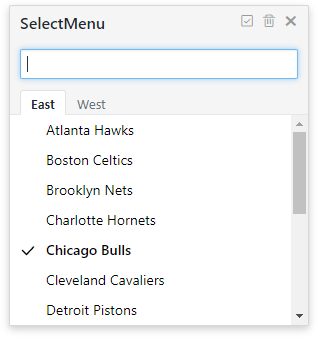 SelectMenu
East West
Atlanta Hawks
Boston Celtics
Brooklyn Nets
Charlotte Hornets
Chicago Bulls
Cleveland Cavaliers
Detroit Pistons